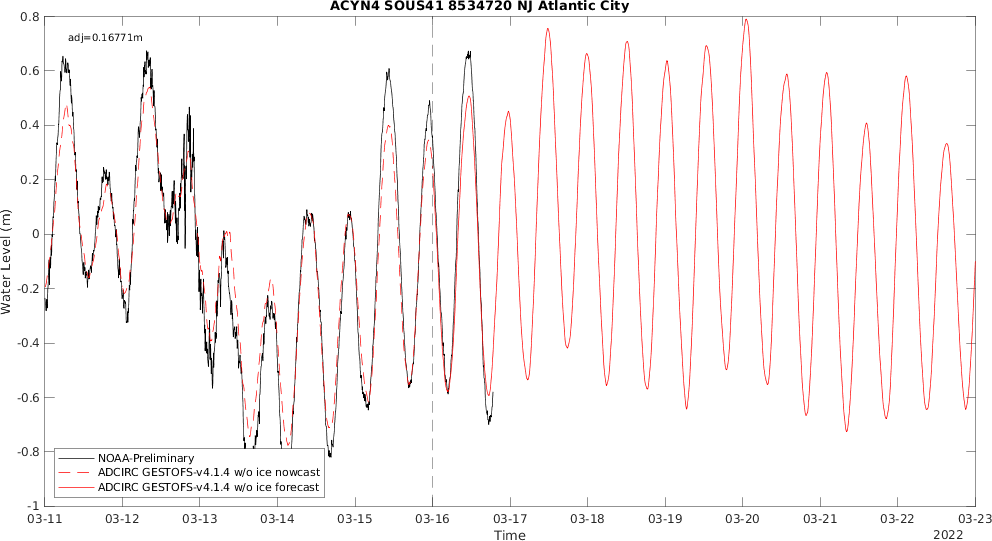 ACYN4 SOUS41 8534720 NJ Atlantic City
adj=0.16771m
0.8
0.6
0.4
0.2
0
-0.2
-0.4
-0.6
-0.8
-1
Water Level (m)
NOAA-Preliminary
ADCIRC GESTOFS-v4.1.4 w/o ice nowcast
ADCIRC GESTOFS-v4.1.4 w/o ice forecast
03-11 03-12 03-13 03-14 03-15 03-16 03-17 03-18 03-19 03-20 03-21 03-22 03-23
Time
2022